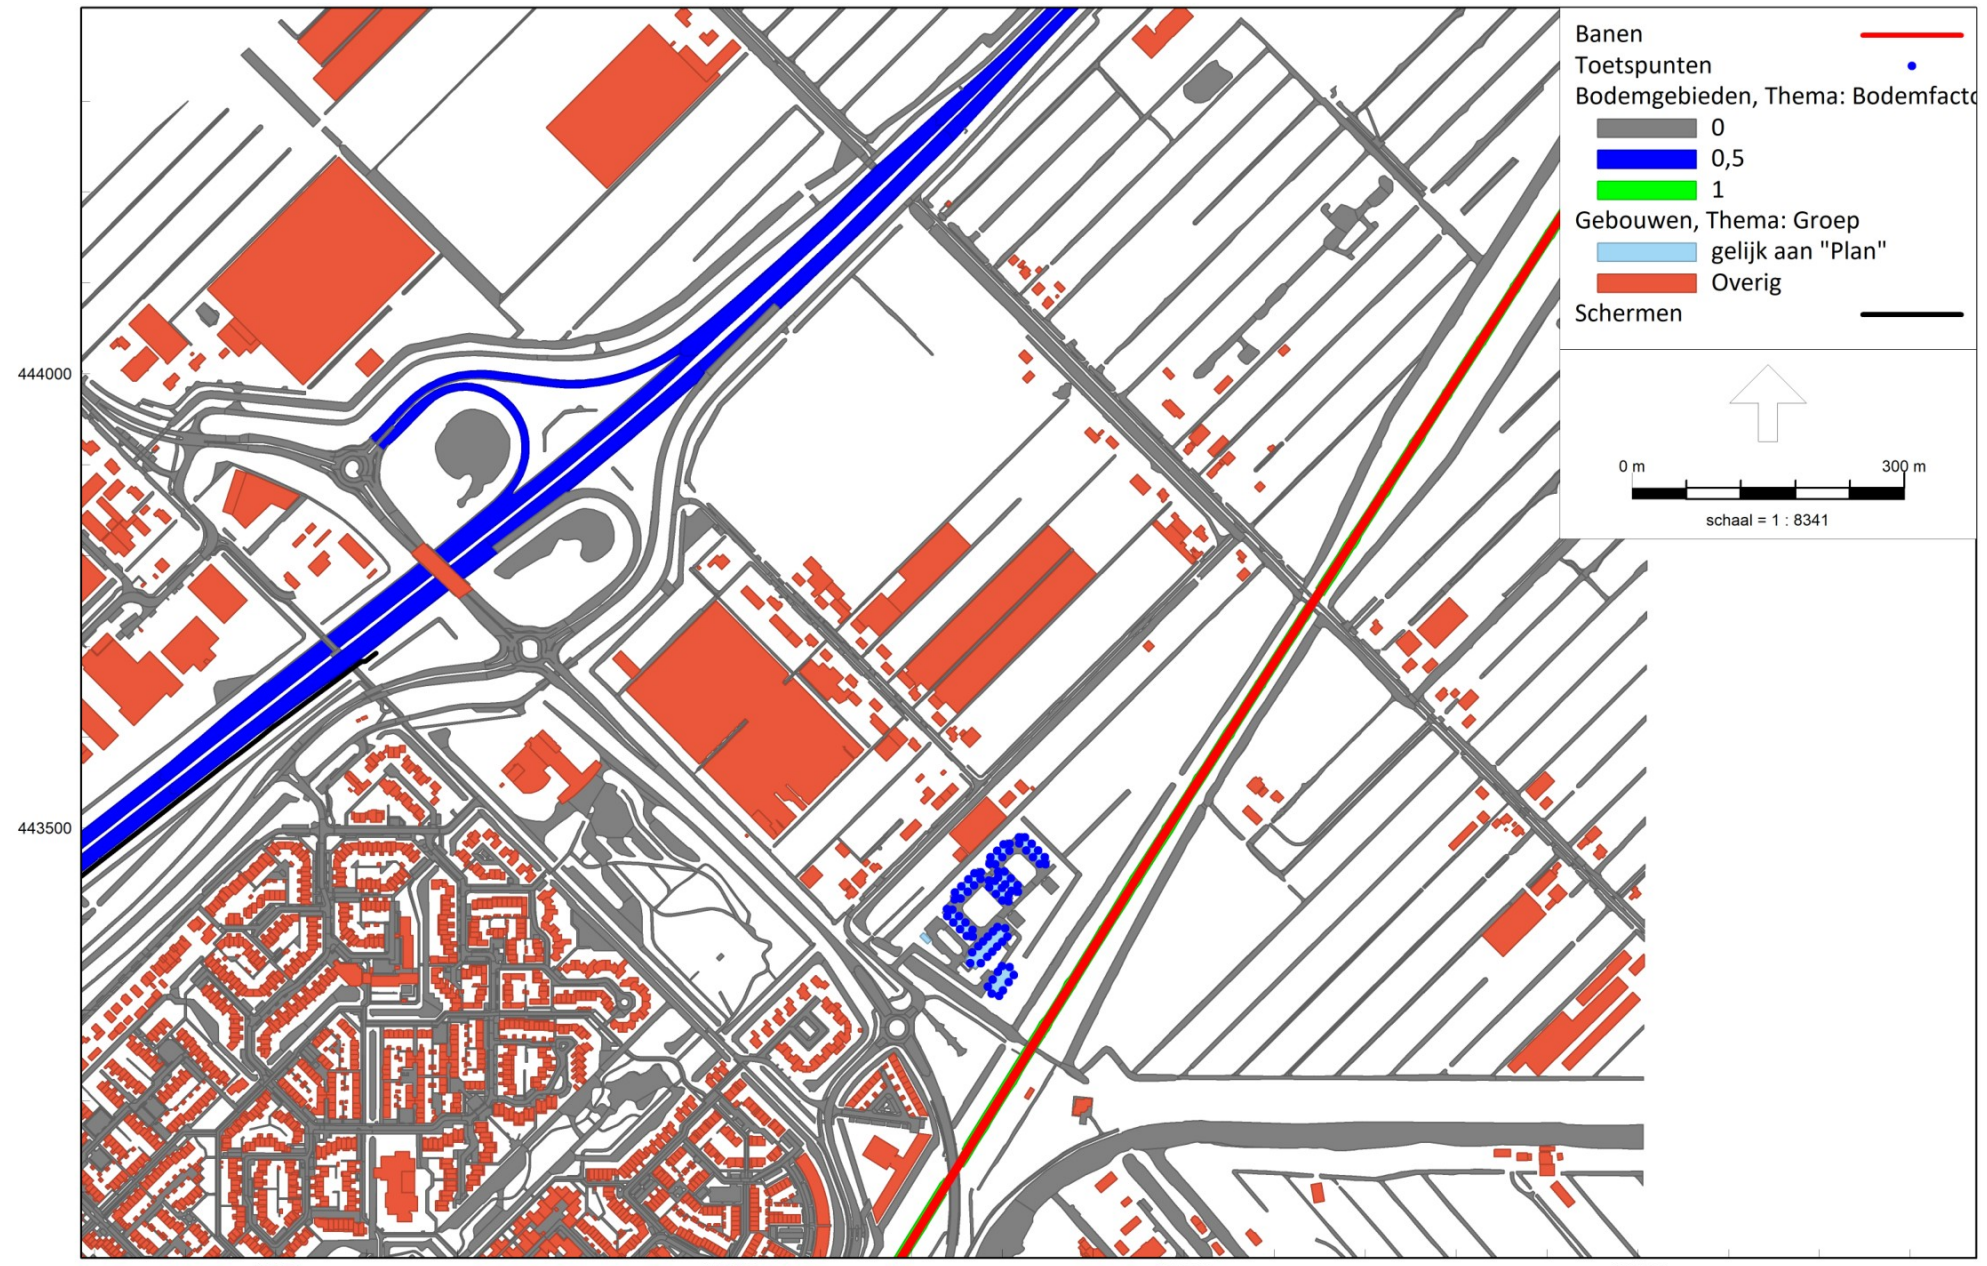 Banen
Toetspunten
Bodemgebieden, Thema: Bodemfacto
0
0,5
1
Gebouwen, Thema: Groep
gelijk aan "Plan"
Overig
Schermen
444000
0 m 300 m
schaal = 1 : 8341
443500